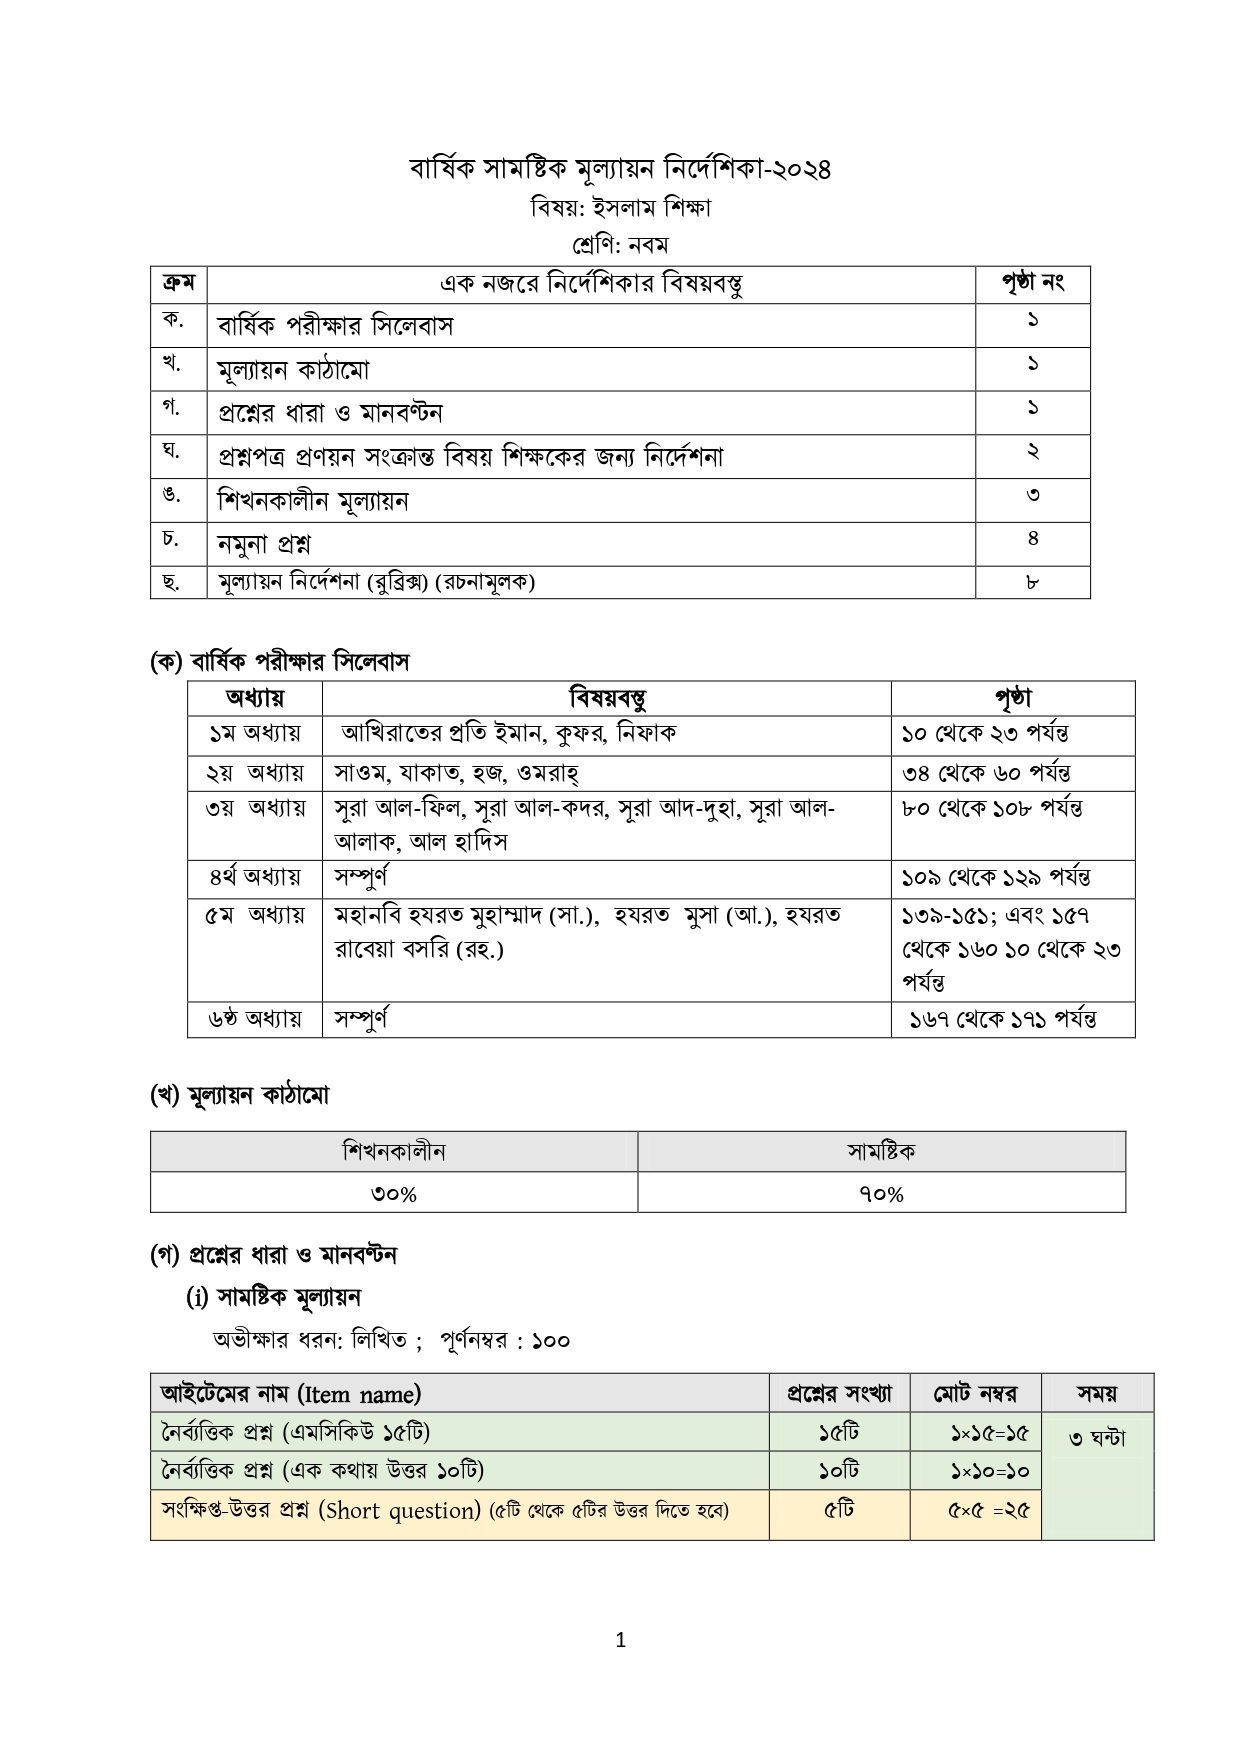 বার্ষিক সামষ্টিক মূল্যায়ন নির্দেশিকা-২০২৪
বিষয়: ইসলাম শিক্ষা
শ্রেণি: নবম
ক্রম এক নজরে নির্দেশিকার বিষয়বস্তু পৃষ্ঠা নং
ক. বার্ষিক পরীক্ষার সিলেবাস ১
খ. মূল্যায়ন কাঠামো ১
গ. প্রশ্নের ধারা ও মানবণ্টন ১
ঘ. প্রশ্নপত্র প্রণয়ন সংক্রান্ত বিষয় শিক্ষকের জন্য নির্দেশনা ২
ঙ. শিখনকালীন মূল্যায়ন ৩
চ. নমুনা প্রশ্ন ৪
ছ. মূল্যায়ন নির্দেশনা (রুব্রিক্স) (রচনামূলক) ৮
(ক) বার্ষিক পরীক্ষার সিলেবাস
অধ্যায় বিষয়বস্তু পৃষ্ঠা
১ম অধ্যায় আখিরাতের প্রতি ইমান, কুফর, নিফাক ১০ থেকে ২৩ পর্যন্ত
২য় অধ্যায় সাওম, যাকাত, হজ, ওমরাহ্ ৩৪ থেকে ৬০ পর্যন্ত
৩য় অধ্যায় সূরা আল-ফিল, সূরা আল-কদর, সূরা আদ-দুহা, সূরা আল- ৮০ থেকে ১০৮ পর্যন্ত
আলাক, আল হাদিস
৪র্থ অধ্যায় সম্পুর্ণ ১০৯ থেকে ১২৯ পর্যন্ত
৫ম অধ্যায় মহানবি হযরত মুহাম্মাদ (সা.), হযরত মুসা (আ.), হযরত ১৩৯-১৫১; এবং ১৫৭
রাবেয়া বসরি (রহ.) থেকে ১৬০ ১০ থেকে ২৩
পর্যন্ত
৬ষ্ঠ অধ্যায় সম্পুর্ণ ১৬৭ থেকে ১৭১ পর্যন্ত
(খ) মূল্যায়ন কাঠামো
শিখনকালীন সামষ্টিক
৩০% ৭০%
(গ) প্রশ্নের ধারা ও মানবণ্টন
(i) সামষ্টিক মূল্যায়ন
অভীক্ষার ধরন: লিখিত ; পূর্ণনম্বর : ১০০
আইটেমের নাম (Item name) প্রশ্নের সংখ্যা মোট নম্বর সময়
নৈর্ব্যত্তিক প্রশ্ন (এমসিকিউ ১৫টি) ১৫টি ১×১৫=১৫ ৩ ঘন্টা
নৈর্ব্যত্তিক প্রশ্ন (এক কথায় উত্তর ১০টি) ১০টি ১×১০=১০
সংক্ষিপ্ত-উত্তর প্রশ্ন (Short question) (৫টি থেকে ৫টির উত্তর দিতে হবে) ৫টি ৫×৫ =২৫
1